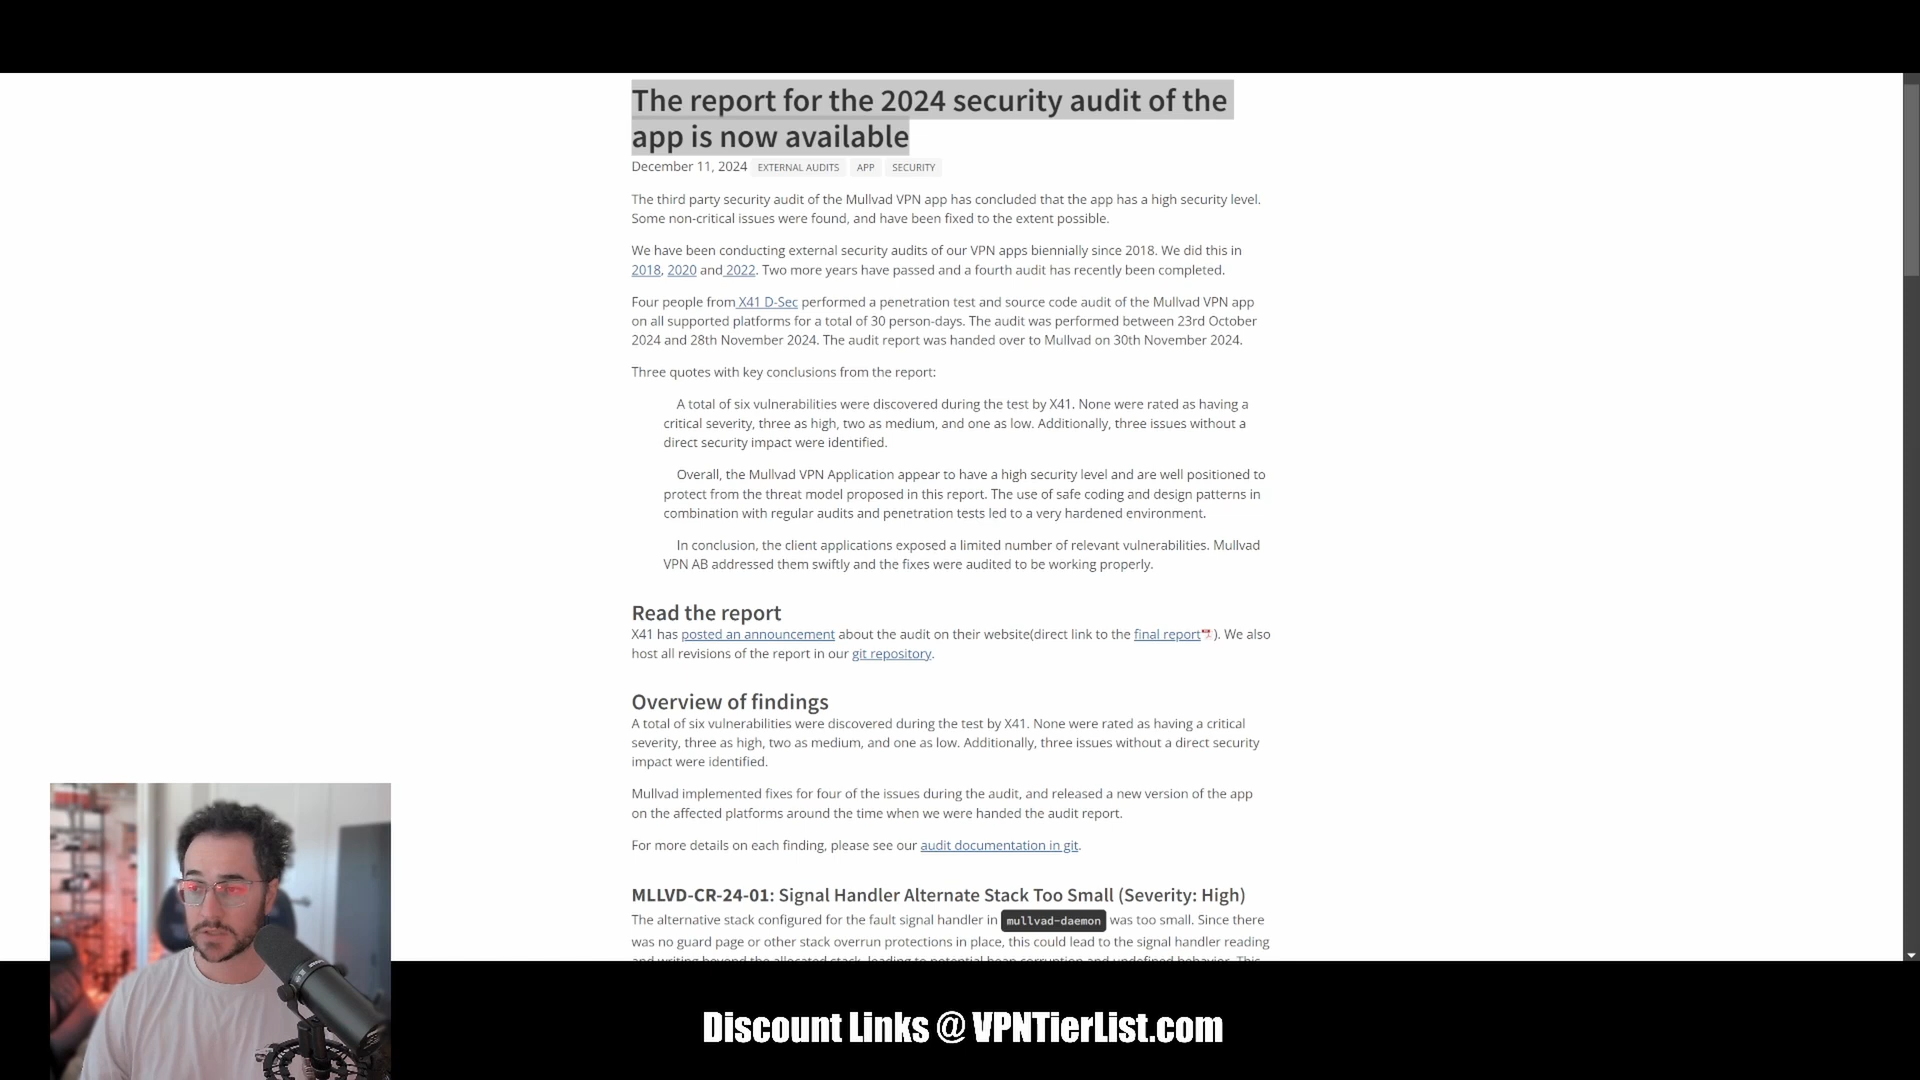 The report for the 2024 security audit of the
app is now available
December 11, 2024 EXTERNAL AUDITS APP SECURITY
The third party security audit of the Mullvad VPN app has concluded that the app has a high security level.
Some non-critical issues were found, and have been fixed to the extent possible.
We have been conducting external security audits of our VPN apps biennially since 2018. We did this in
2018, 2020 and 2022. Two more years have passed and a fourth audit has recently been completed.
Four people from X41 D-Sec performed a penetration test and source code audit of the Mullvad VPN app
on all supported platforms for a total of 30 person-days. The audit was performed between 23rd October
2024 and 28th November 2024. The audit report was handed over to Mullvad on 30th November 2024.
Three quotes with key conclusions from the report:
A total of six vulnerabilities were discovered during the test by X41. None were rated as having a
critical severity, three as high, two as medium, and one as low. Additionally, three issues without a
direct security impact were identified.
Overall, the Mullvad VPN Application appear to have a high security level and are well positioned to
protect from the threat model proposed in this report. The use of safe coding and design patterns in
combination with regular audits and penetration tests led to a very hardened environment.
In conclusion, the client applications exposed a limited number of relevant vulnerabilities. Mullvad
VPN AB addressed them swiftly and the fixes were audited to be working properly.
Read the report
X41 has posted an announcement about the audit on their website(direct link to the final report). We also
host all revisions of the report in our git repository.
Overview of findings
A total of six vulnerabilities were discovered during the test by X41. None were rated as having a critical
severity, three as high, two as medium, and one as low. Additionally, three issues without a direct security
impact were identified.
Mullvad implemented fixes for four of the issues during the audit, and released a new version of the app
on the affected platforms around the time when we were handed the audit report.
For more details on each finding, please see our audit documentation in git.
MLLVD-CR-24-01: Signal Handler Alternate Stack Too Small (Severity: High)
The alternative stack configured for the fault signal handler in mullvad-daemon was too small. Since there
was no guard page or other stack overrun protections in place, this could lead to the signal handler reading
and writing beyond the allocated stack, leading to potential heap corruption and undefined behavior. This
Discount Links @ VPNTierList.com